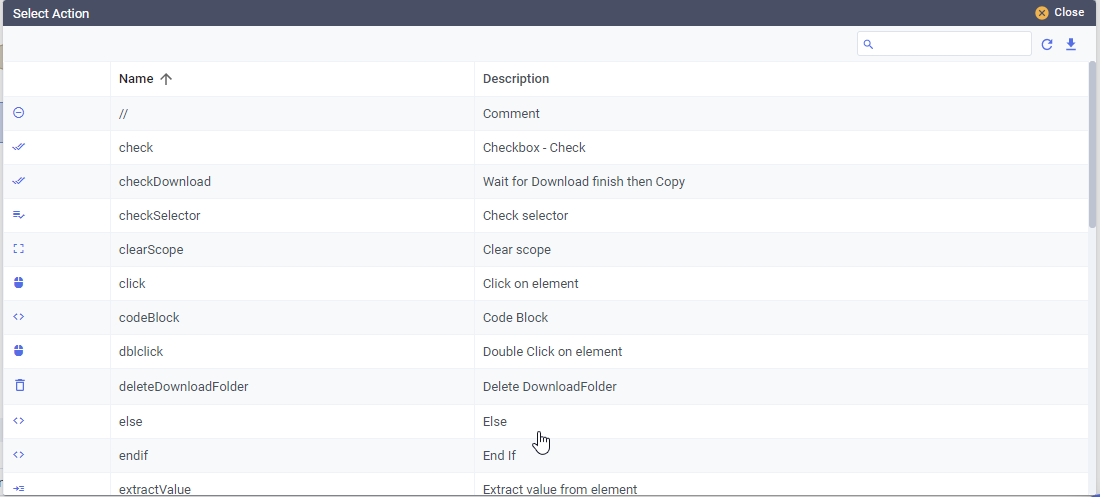 Select Action Close
Name Description
// Comment
check Checkbox - Check
checkDownload Wait for Download finish then Copy
checkSelector Check selector
clearScope Clear scope
click Click on element
codeBlock Code Block
dblclick Double Click on element
deleteDownloadFolder Delete DownloadFolder
else Else
endif End If
extractValue Extract value from element